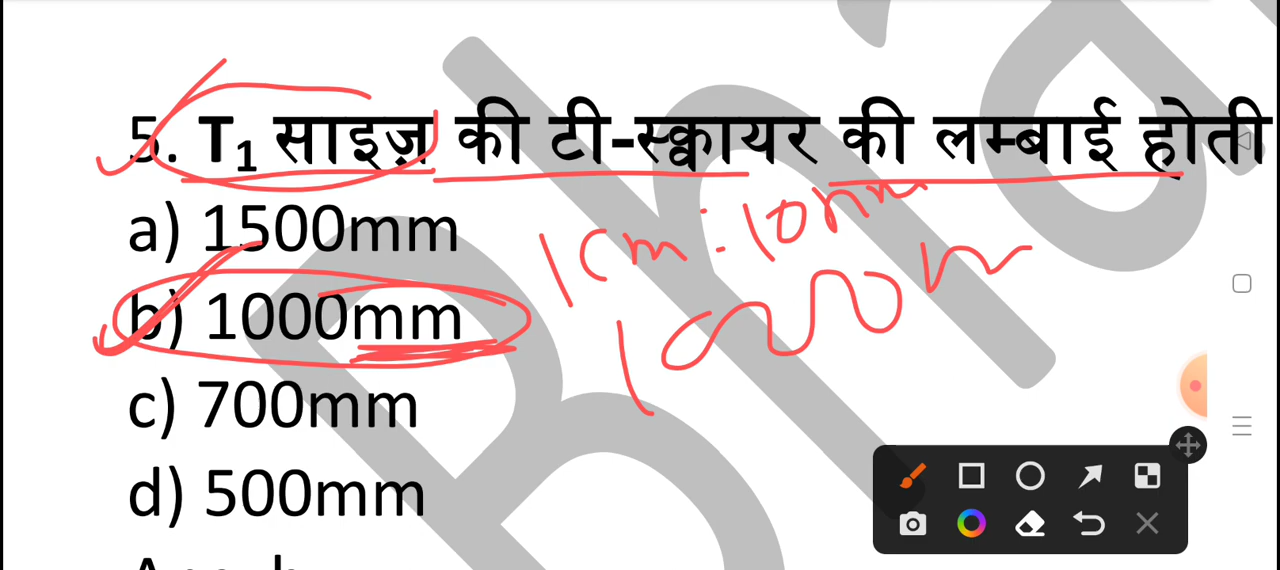 5. T₁ साइज़ की टी-स्क्वायर की लम्बाई होती
a) 1500mm
1cm = 10mm
b) 1000mm
1000 m
c) 700mm
d) 500mm